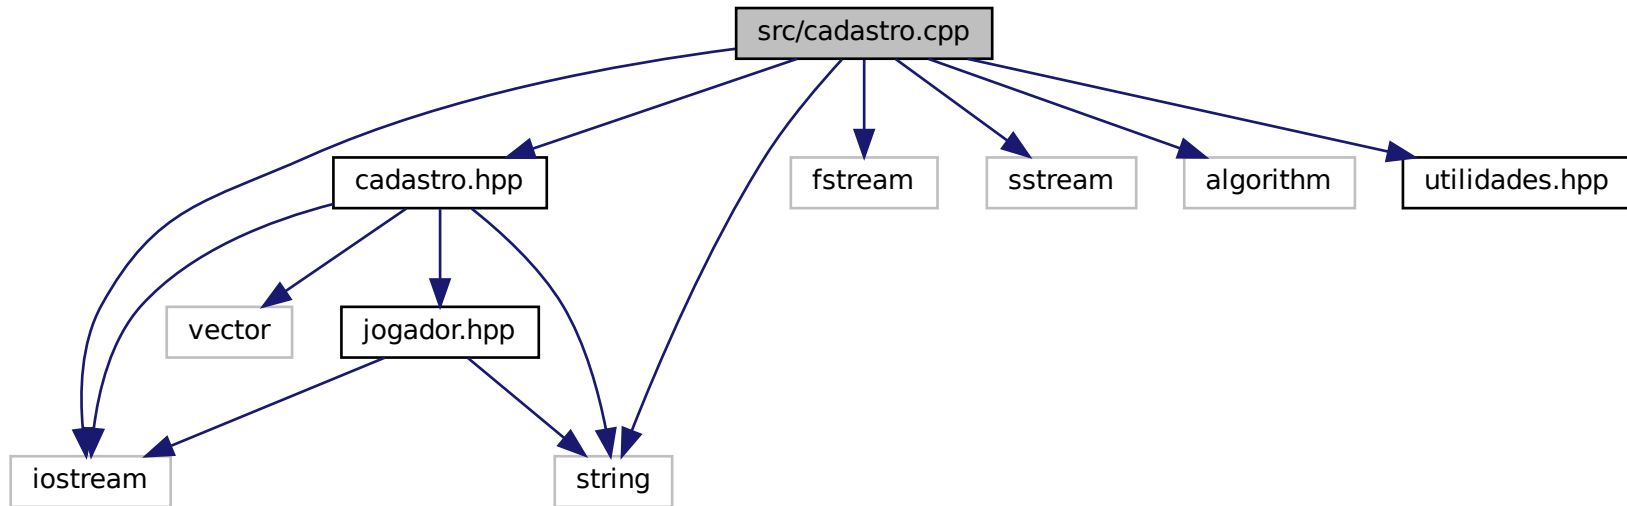 src/cadastro.cpp
cadastro.hpp
fstream
sstream
algorithm
utilidades.hpp
vector
jogador.hpp
iostream
string